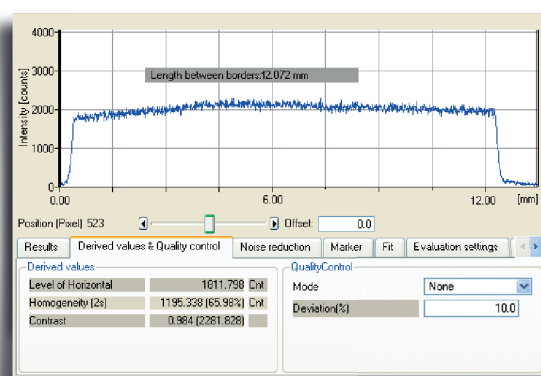 4000
3000
Length between borders:12.072 mm
2000
1000
0
Intensity [counts]
0.00 6.00 12.00 [mm]
Position (Pixel) 523 Offset: 0.0
Results Derived values & Quality control Noise reduction Marker Fit Evaluation settings
Derived values
Level of Horizontal 1811.798 Cnt
Homogeneity (2s) 1195.338 (65.98%) Cnt
Contrast 0.984 (2281.828)
QualityControl
Mode None
Deviation(%) 10.0